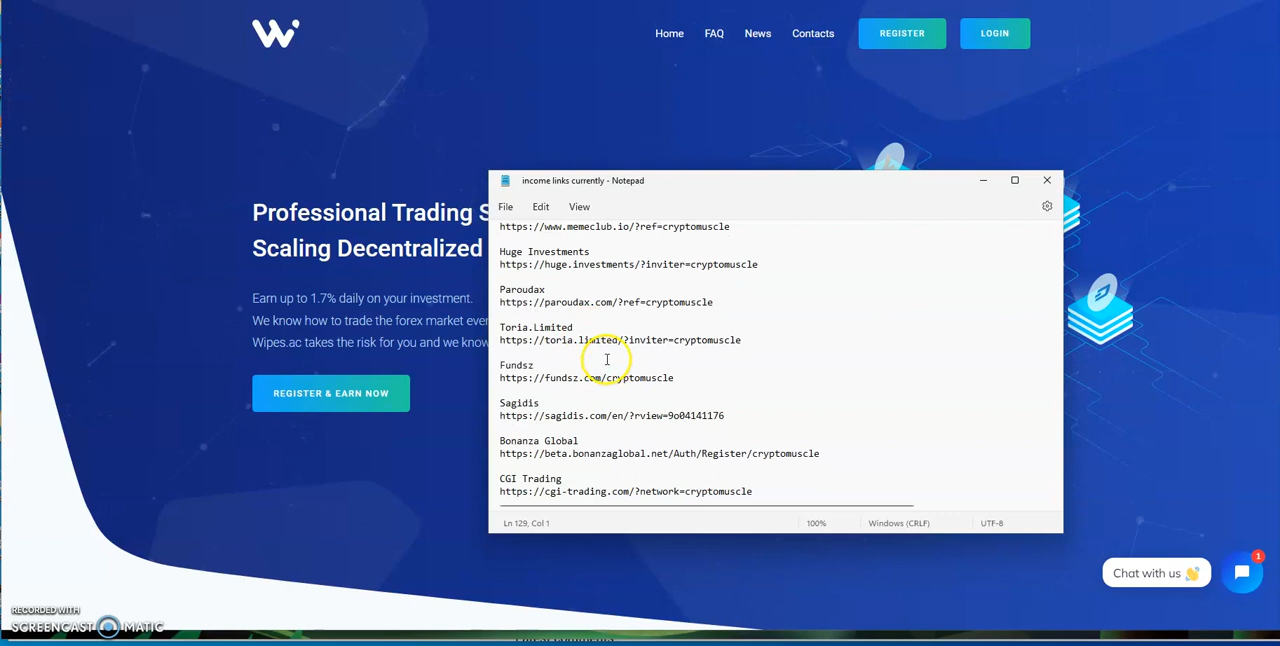 Home FAQ News Contacts REGISTER LOGIN
Professional Trading S
Scaling Decentralized
Earn up to 1.7% daily on your investment.
We know how to trade the forex market eve
Wipes.ac takes the risk for you and we know
REGISTER & EARN NOW
income links currently - Notepad
File Edit View
https://www.memeclub.io/?ref=cryptomuscle
Huge Investments
https://huge.investments/?inviter=cryptomuscle
Paroudax
https://paroudax.com/?ref=cryptomuscle
Toria.Limited
https://toria.limited/?inviter=cryptomuscle
Fundsz
https://fundsz.com/cryptomuscle
Sagidis
https://sagidis.com/en/?rview=9o04141176
Bonanza Global
https://beta.bonanzaglobal.net/Auth/Register/cryptomuscle
CGI Trading
https://cgi-trading.com/?network=cryptomuscle
Ln 129, Col 1 100% Windows (CRLF) UTF-8
Chat with us 👋
1
RECORDED WITH
SCREENCAST MATIC